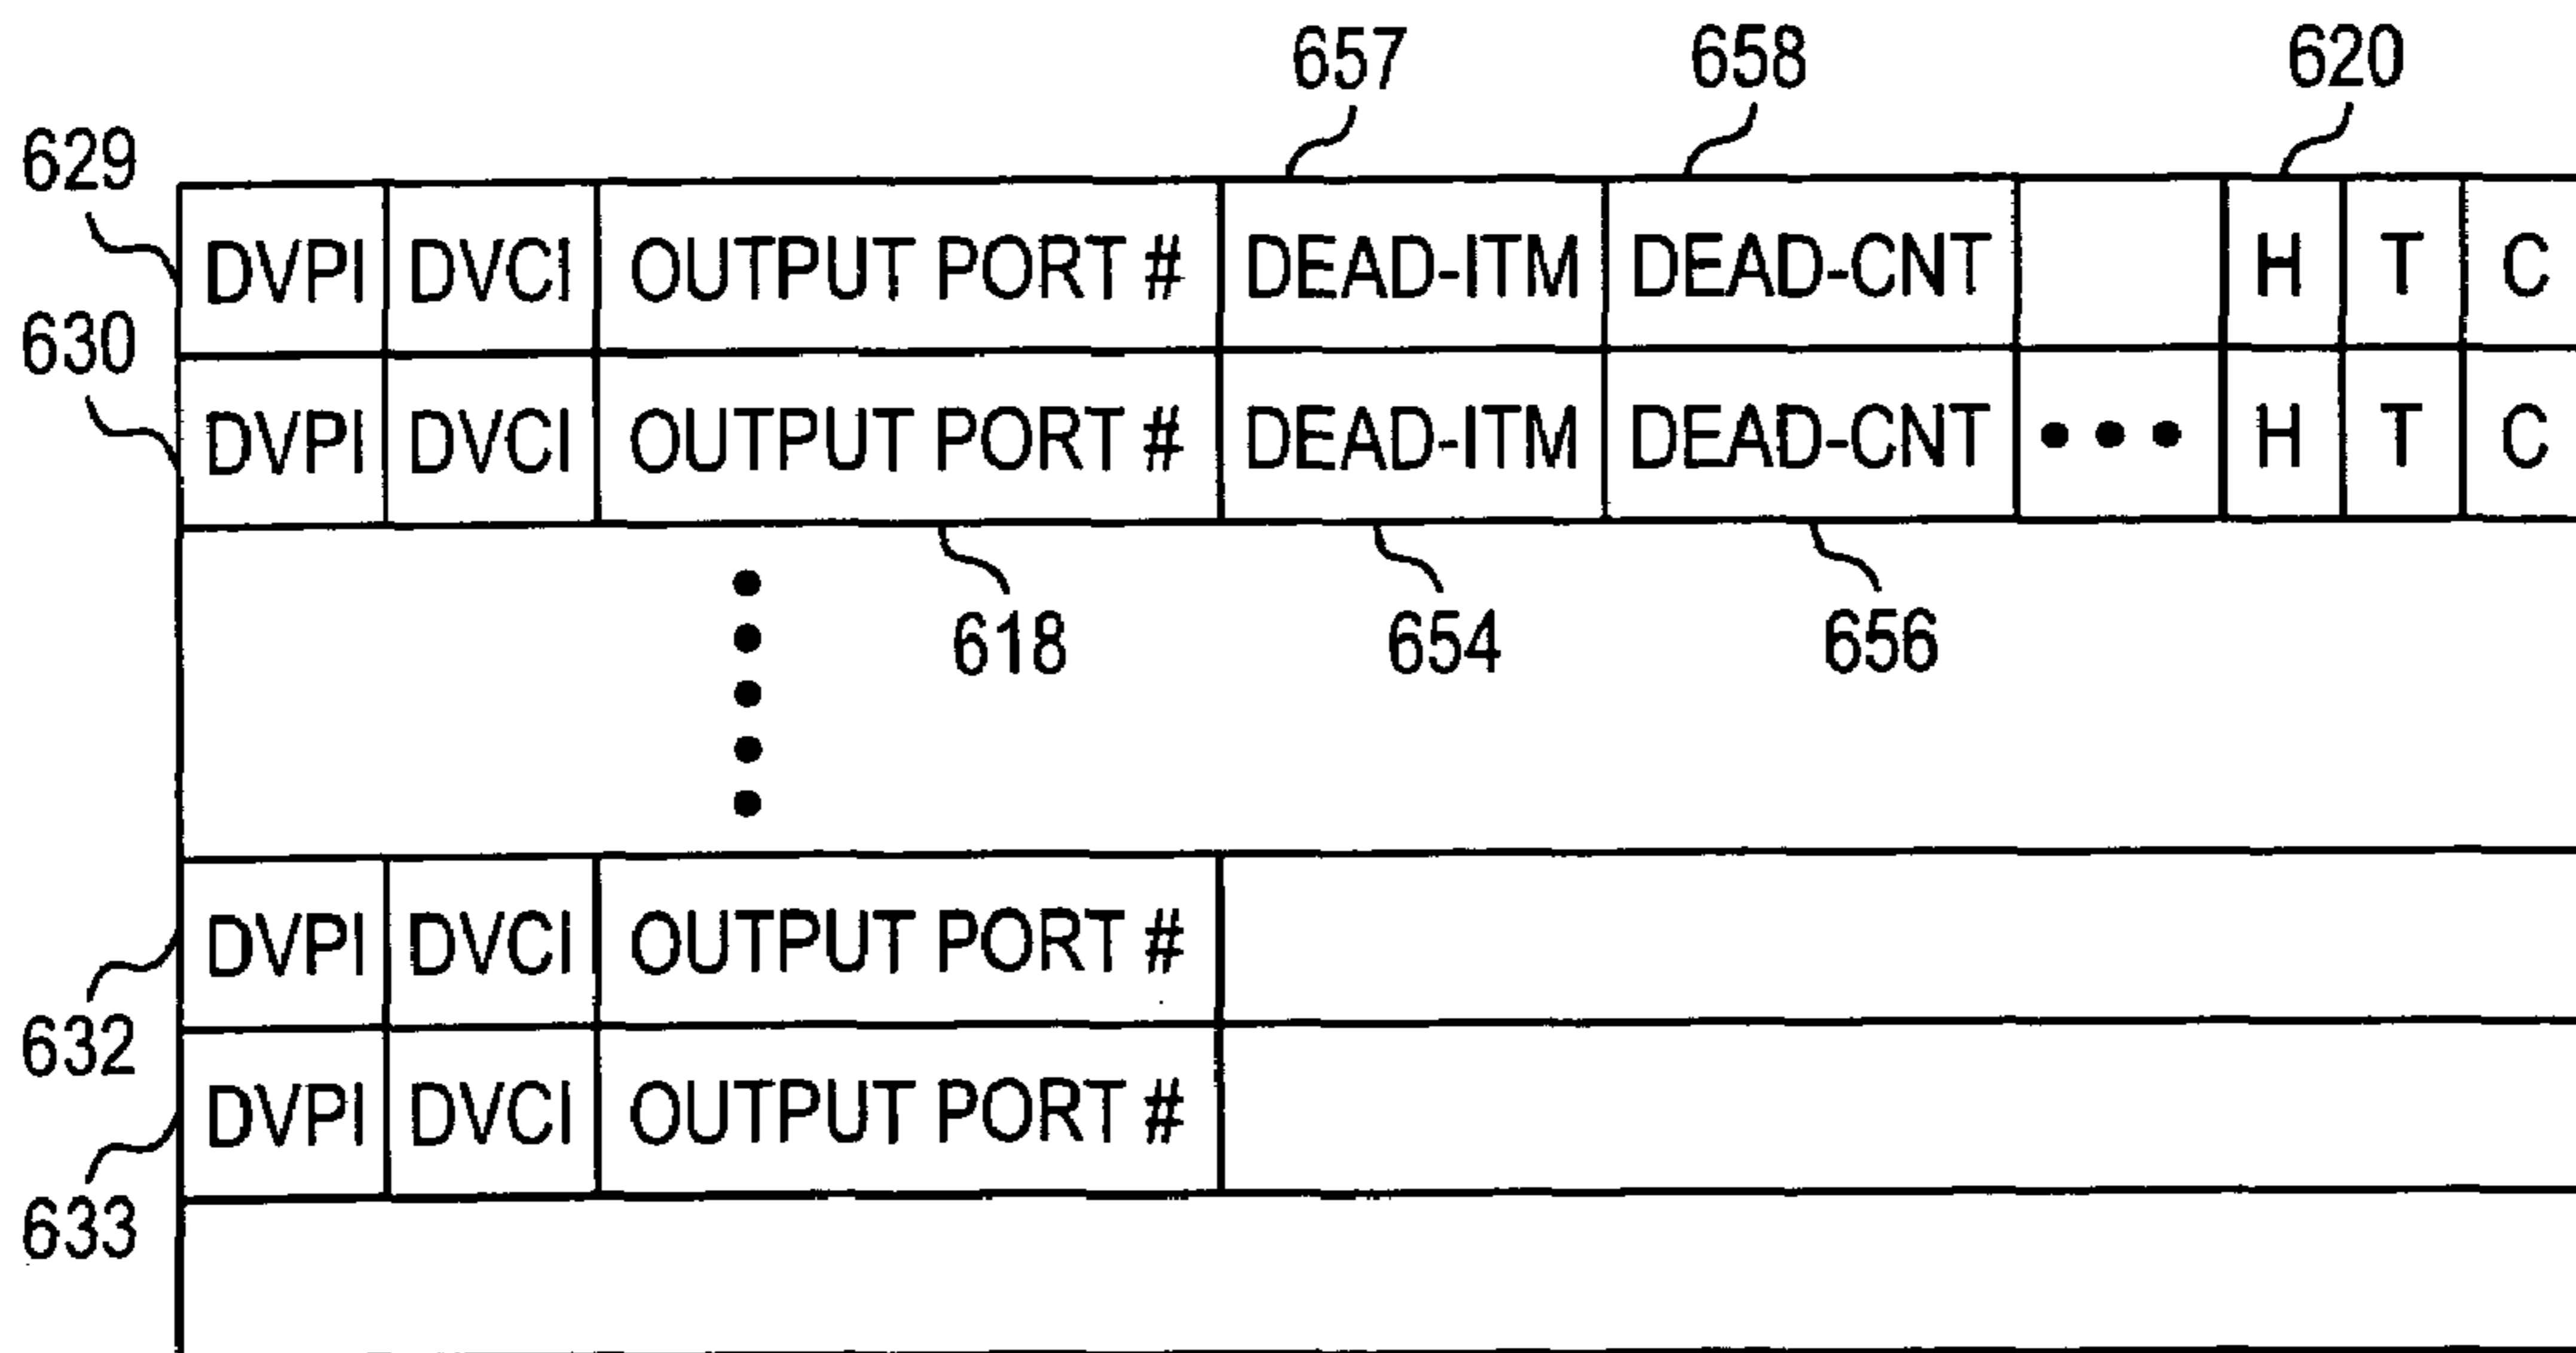 657 658 620
629
DVPI DVCI OUTPUT PORT # DEAD-ITM DEAD-CNT H T C
630
DVPI DVCI OUTPUT PORT # DEAD-ITM DEAD-CNT ••• H T C
618 654 656
DVPI DVCI OUTPUT PORT #
632
DVPI DVCI OUTPUT PORT #
633